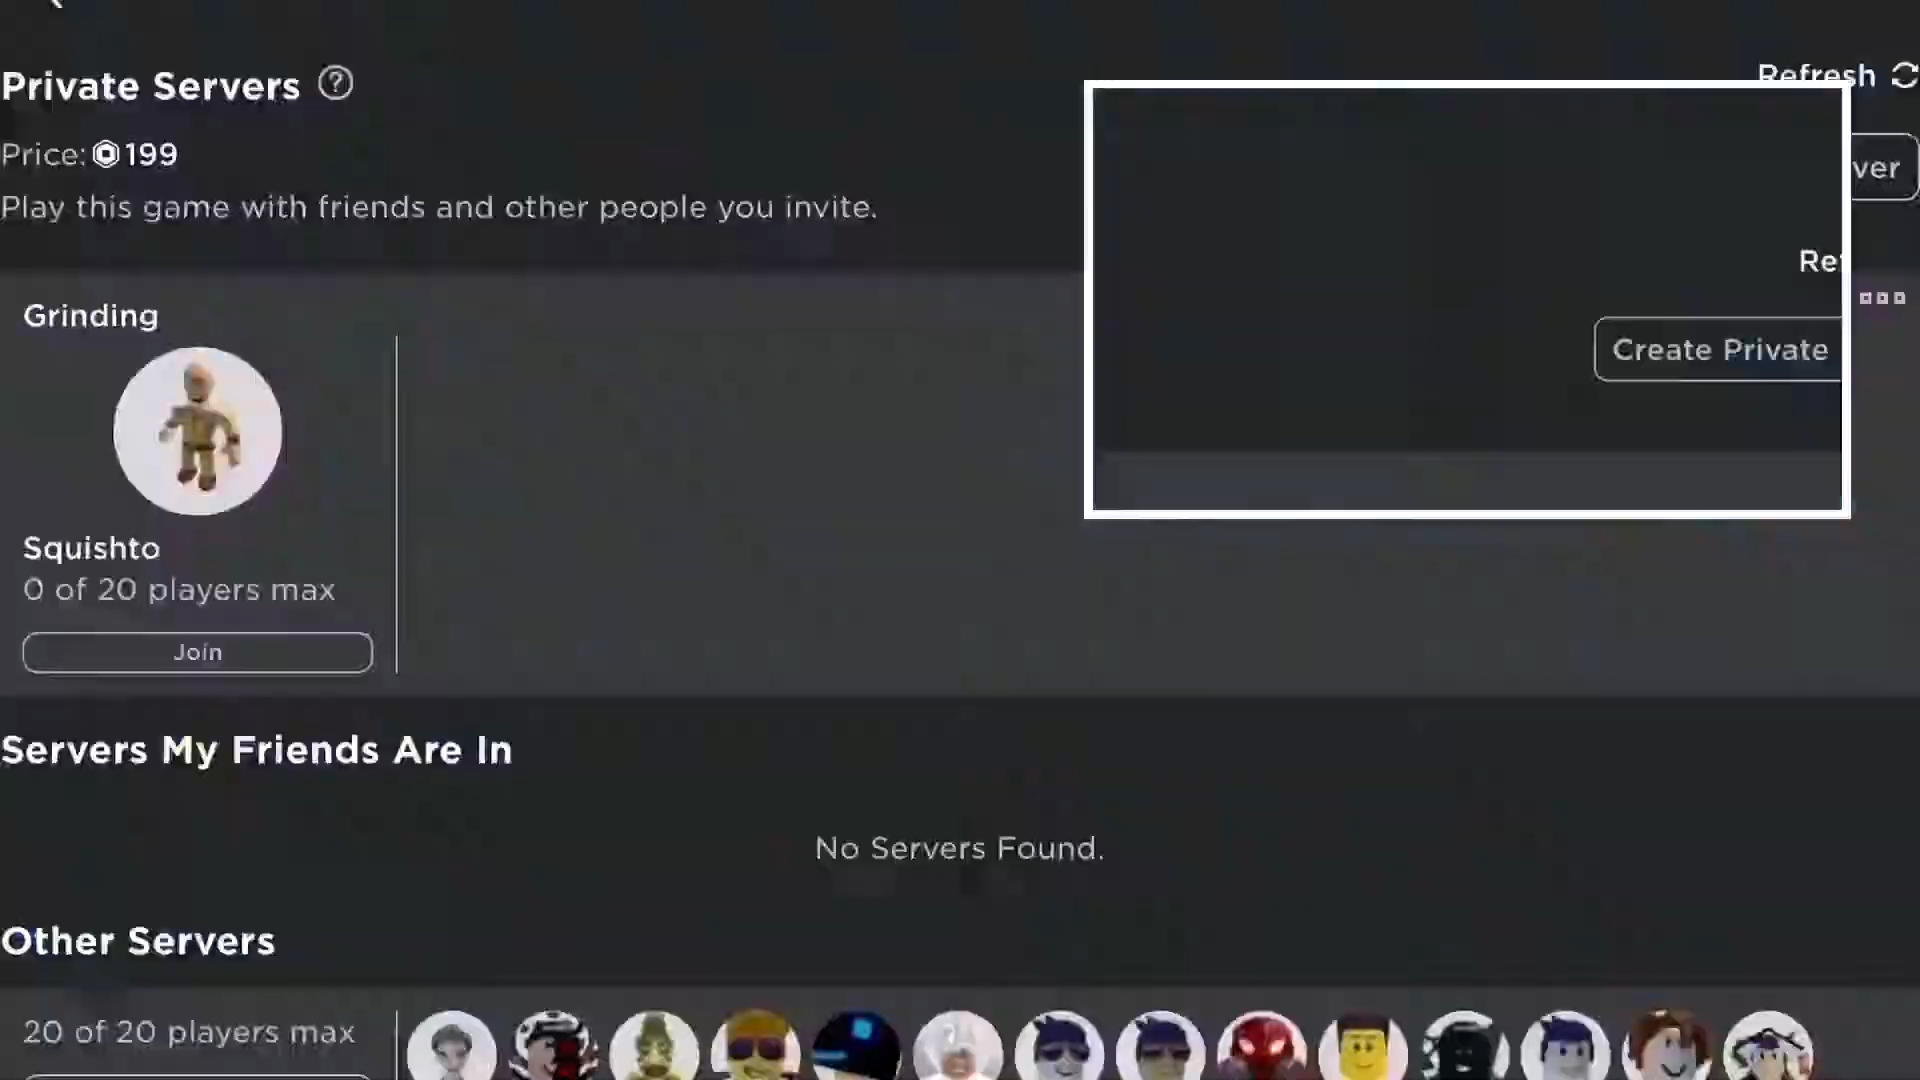 Private Servers
Refresh
Price: 199
ver
Play this game with friends and other people you invite.
Ref
Create Private
Grinding
Squishto
0 of 20 players max
Join
Servers My Friends Are In
No Servers Found.
Other Servers
20 of 20 players max